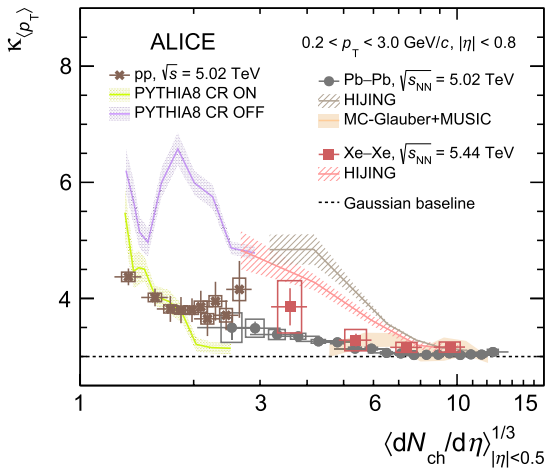 κ⟨pT⟩
ALICE
0.2 < pT < 3.0 GeV/c, |η| < 0.8
pp, √s = 5.02 TeV
PYTHIA8 CR ON
PYTHIA8 CR OFF
Pb–Pb, √sNN = 5.02 TeV
HIJING
MC-Glauber+MUSIC
Xe–Xe, √sNN = 5.44 TeV
HIJING
Gaussian baseline
8
6
4
1 2 3 4 5 6 10 15
⟨dNch/dη⟩1/3|η|<0.5